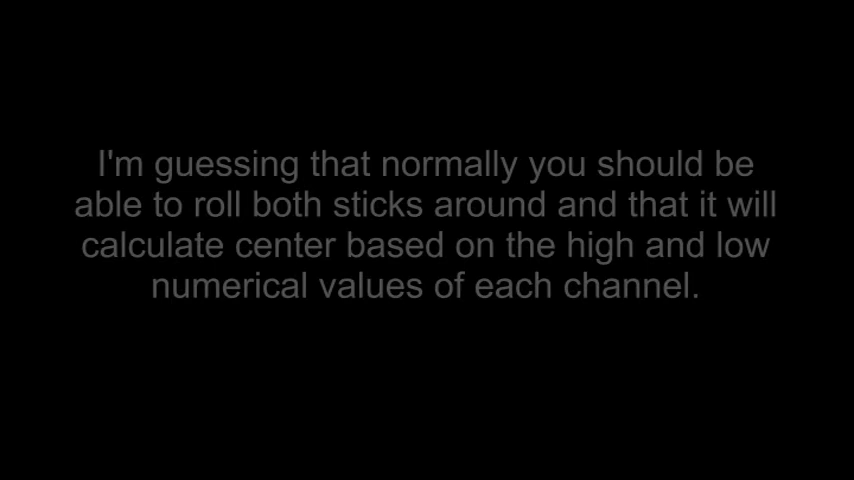 I'm guessing that normally you should be
able to roll both sticks around and that it will
calculate center based on the high and low
numerical values of each channel.